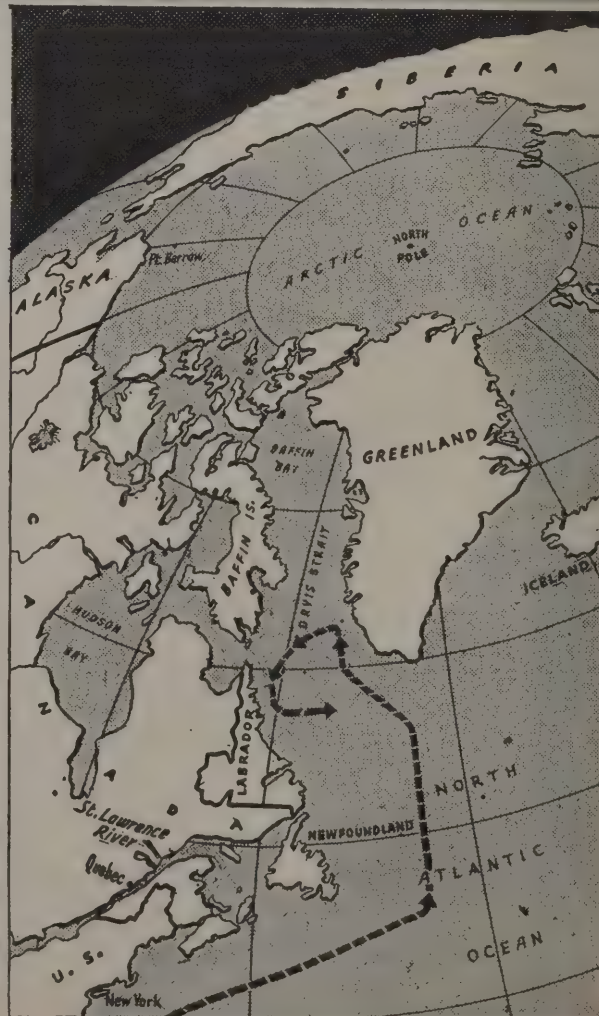 SIBERIA
ARCTIC OCEAN
NORTH
POLE
Pt. Barrow
ALASKA
BAFFIN
BAY
GREENLAND
BAFFIN IS.
DAVIS STRAIT
ICELAND
CANADA
HUDSON
BAY
LABRADOR
NORTH
ATLANTIC
OCEAN
NEWFOUNDLAND
St. Lawrence
River
Quebec
U.S.
New York